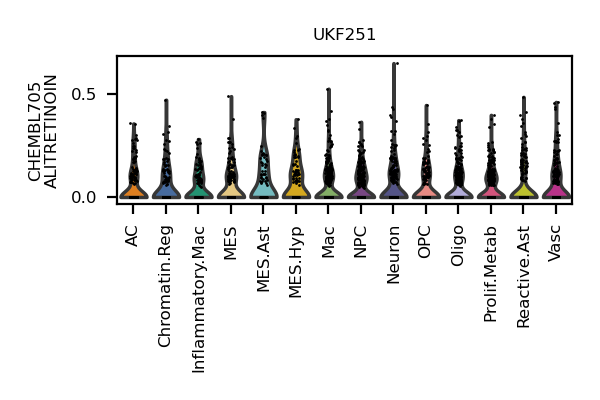 UKF251
CHEMBL705
ALITRETINOIN
0.5
0.0
AC
Chromatin.Reg
Inflammatory.Mac
MES
MES.Ast
MES.Hyp
Mac
NPC
Neuron
OPC
Oligo
Prolif.Metab
Reactive.Ast
Vasc